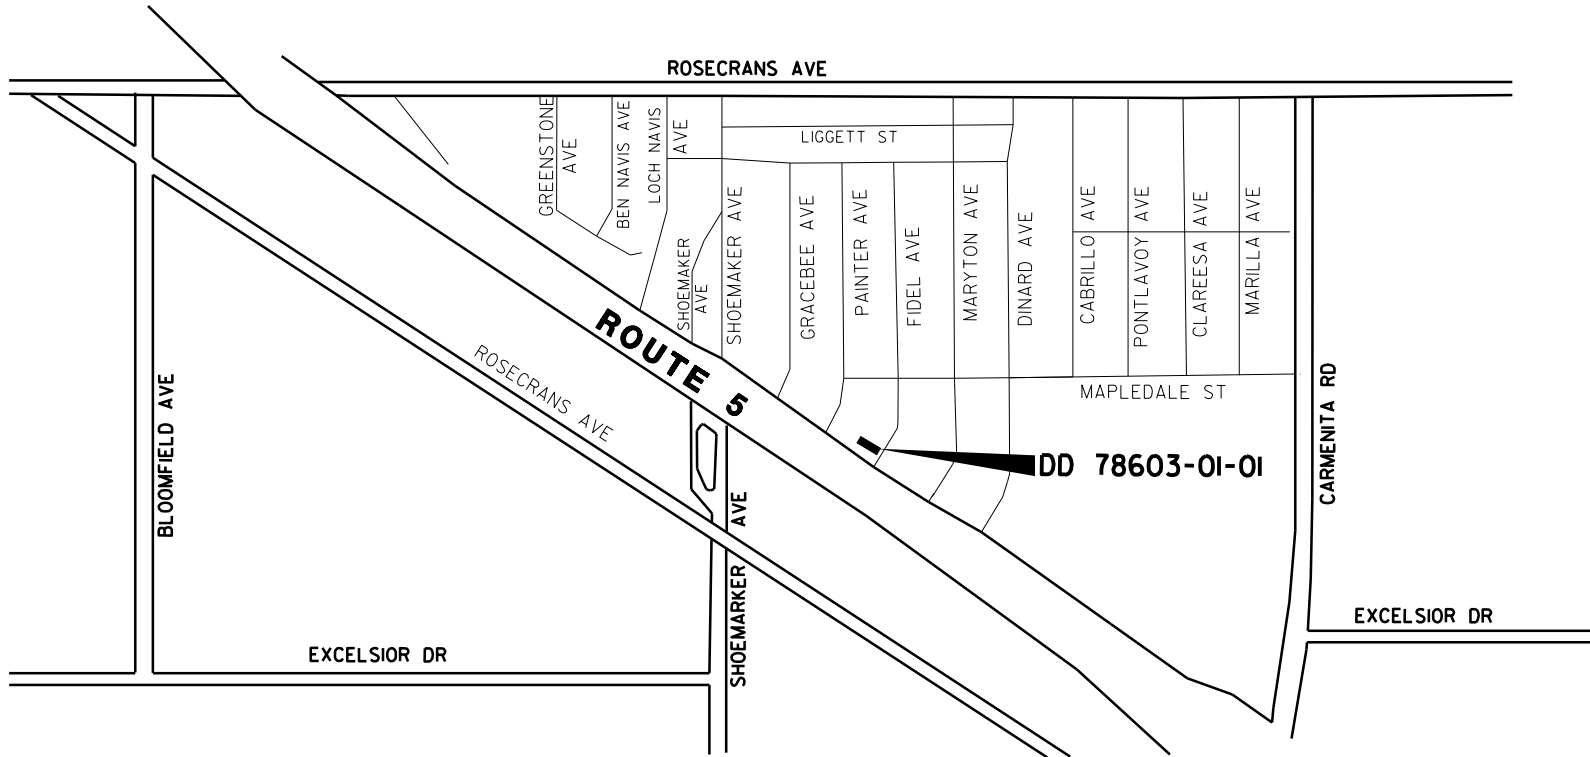 ROSECRANS AVE
GREENSTONE
AVE
BEN NAVIS AVE
LOCH NAVIS
AVE
LIGGETT ST
SHOEMAKER
AVE
SHOEMAKER AVE
GRACEBEE AVE
PAINTER AVE
FIDEL AVE
MARYTON AVE
DINARD AVE
CABRILLO AVE
PONTLAVOY AVE
CLAREESA AVE
MARILLA AVE
ROUTE 5
ROSECRANS AVE
BLOOMFIELD AVE
MAPLEDALE ST
CARMENITA RD
DD 78603-01-01
SHOEMARKER AVE
EXCELSIOR DR
EXCELSIOR DR